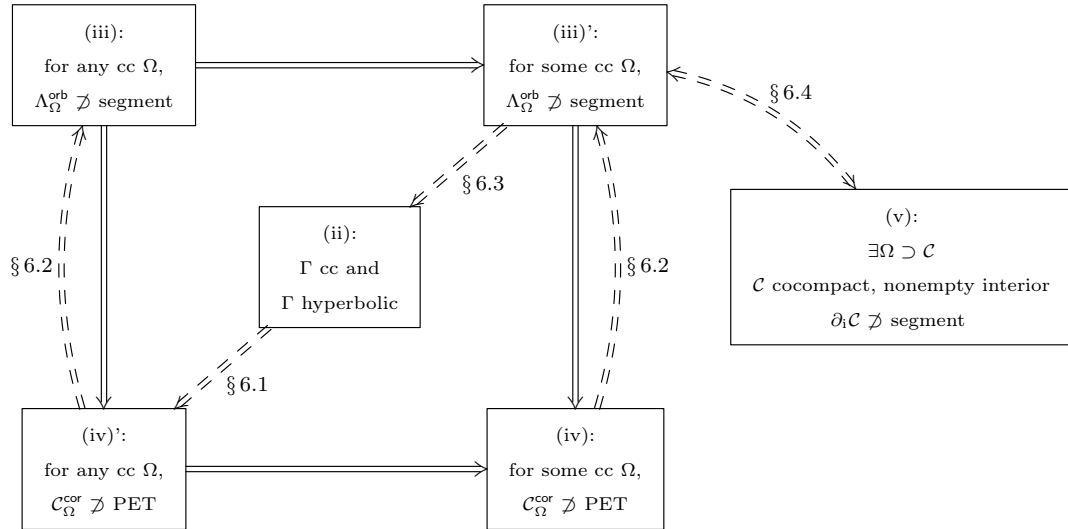 (iii):
for any cc Ω,
Λ_Ω^orb ⊅ segment
(iii)':
for some cc Ω,
Λ_Ω^orb ⊅ segment
§ 6.4
§ 6.3
(ii):
Γ cc and
Γ hyperbolic
(v):
∃Ω ⊃ 𝒞
𝒞 cocompact, nonempty interior
∂_i𝒞 ⊅ segment
§ 6.2
§ 6.2
§ 6.1
(iv)':
for any cc Ω,
𝒞_Ω^cor ⊅ PET
(iv):
for some cc Ω,
𝒞_Ω^cor ⊅ PET